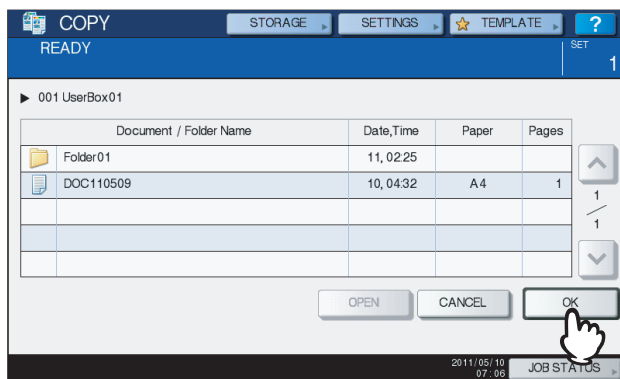 COPY STORAGE SETTINGS TEMPLATE ?
READY SET
1
001 UserBox01
Document / Folder Name Date,Time Paper Pages
Folder01 11, 02:25
DOC110509 10, 04:32 A4 1
1
1
OPEN CANCEL OK
2011/05/10
07:06 JOB STATUS